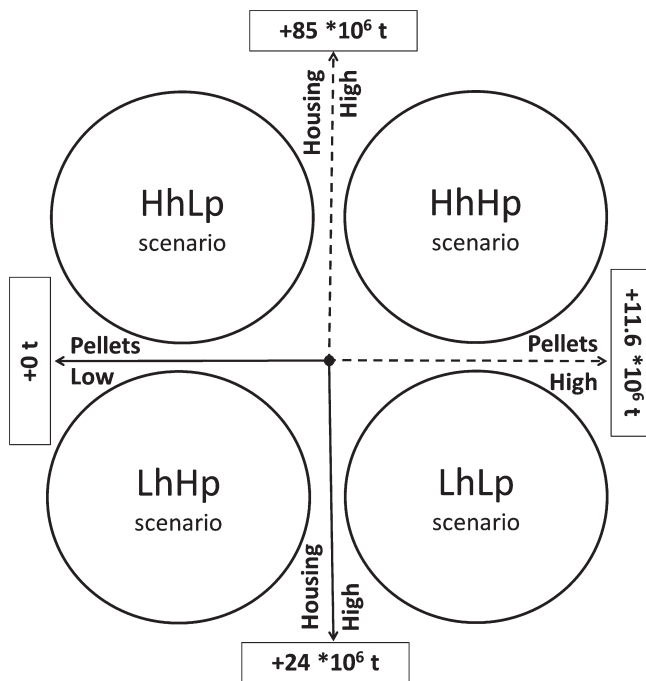 +85 *10⁶ t
Housing
High
HhLp
scenario
HhHp
scenario
+0 t
Pellets
Low
Pellets
High
+11.6 *10⁶ t
LhHp
scenario
LhLp
scenario
Housing
High
+24 *10⁶ t